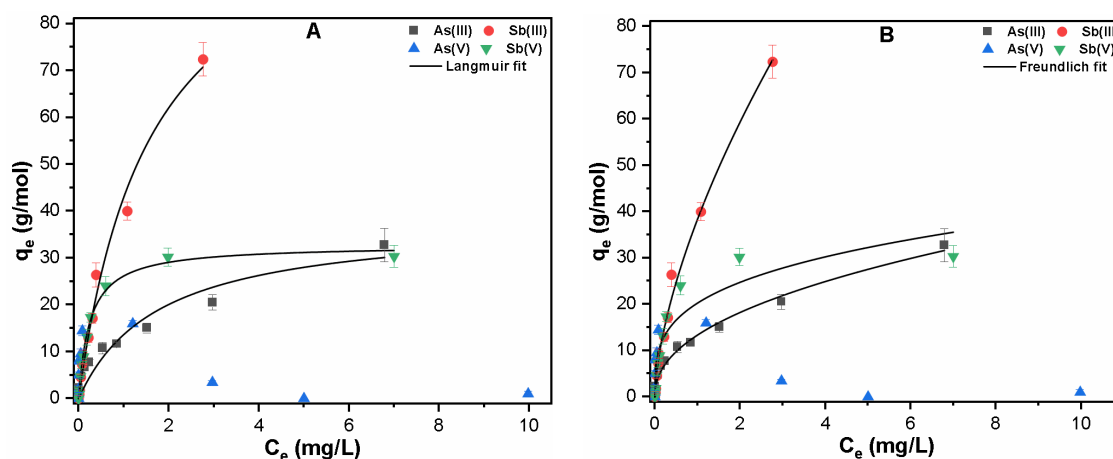 A
As(III) Sb(III)
As(V) Sb(V)
Langmuir fit
80
70
60
50
40
30
20
10
0
qₑ (g/mol)
0 2 4 6 8 10
Cₑ (mg/L)
B
As(III) Sb(III)
As(V) Sb(V)
Freundlich fit
80
70
60
50
40
30
20
10
0
qₑ (g/mol)
0 2 4 6 8 10
Cₑ (mg/L)